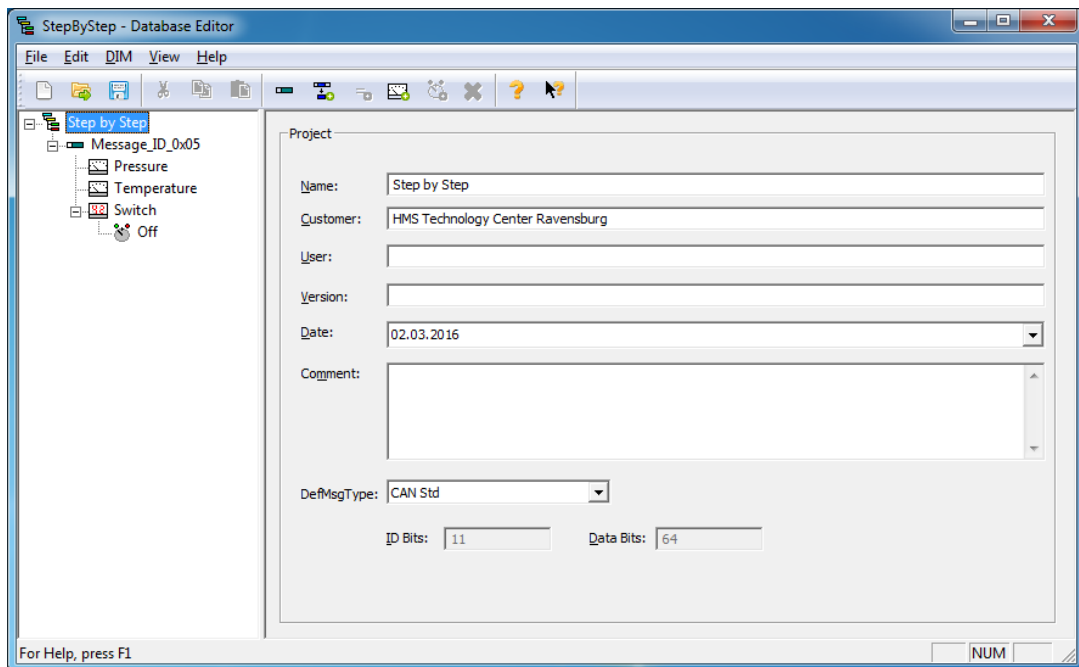 StepByStep - Database Editor
File Edit DIM View Help
Step by Step
Message_ID_0x05
Pressure
Temperature
Switch
Off
Project
Name: Step by Step
Customer: HMS Technology Center Ravensburg
User:
Version:
Date: 02.03.2016
Comment:
DefMsgType: CAN Std
ID Bits: 11 Data Bits: 64
For Help, press F1 NUM